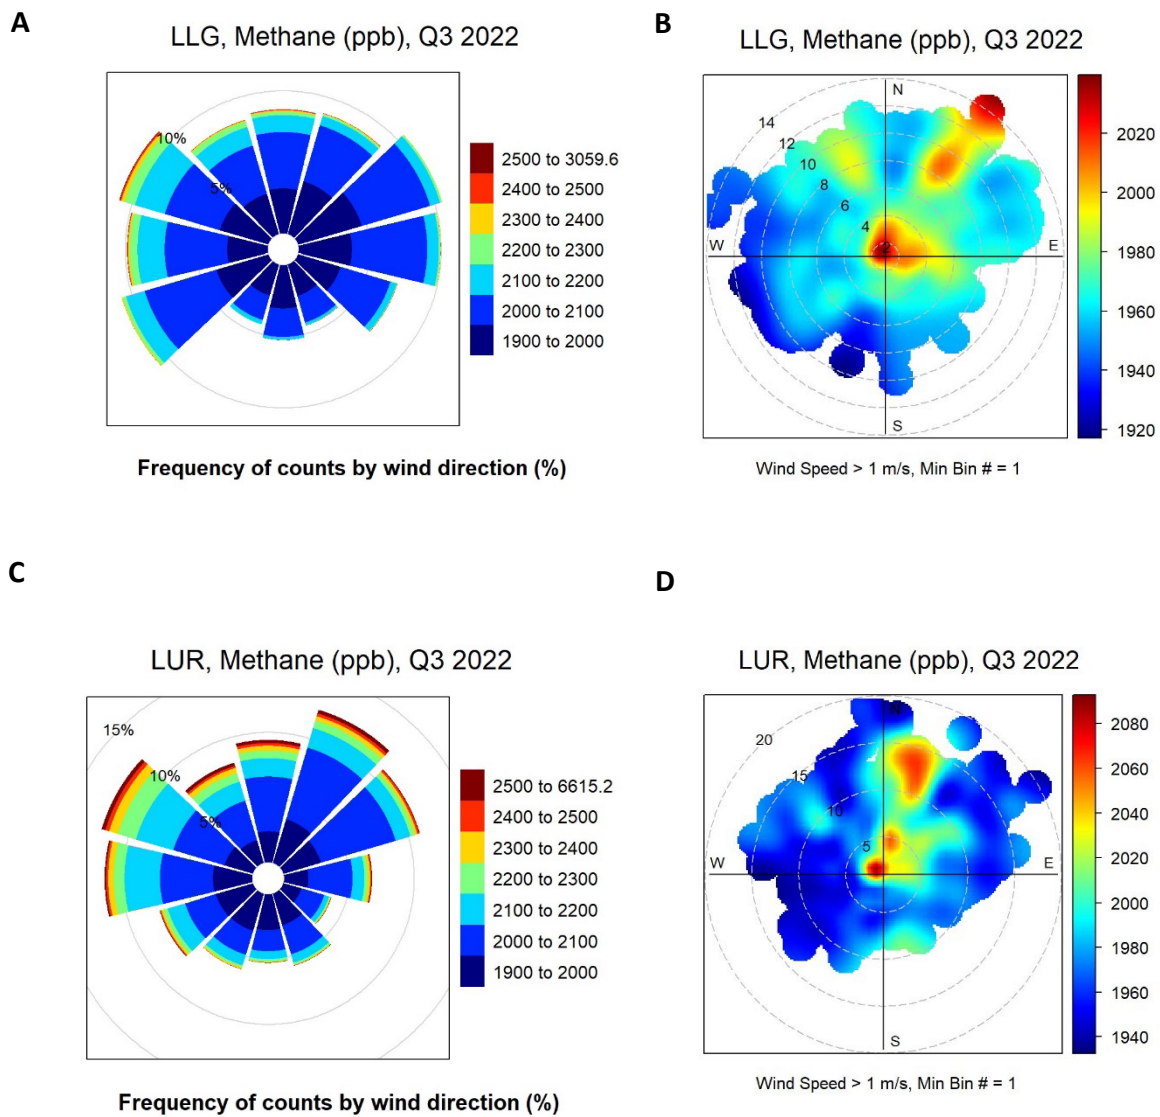 A
LLG, Methane (ppb), Q3 2022
10%
5%
2500 to 3059.6
2400 to 2500
2300 to 2400
2200 to 2300
2100 to 2200
2000 to 2100
1900 to 2000
Frequency of counts by wind direction (%)
B
LLG, Methane (ppb), Q3 2022
N
14
12
10
8
6
4
2
W
E
S
2020
2000
1980
1960
1940
1920
Wind Speed > 1 m/s, Min Bin # = 1
C
LUR, Methane (ppb), Q3 2022
15%
10%
5%
2500 to 6615.2
2400 to 2500
2300 to 2400
2200 to 2300
2100 to 2200
2000 to 2100
1900 to 2000
Frequency of counts by wind direction (%)
D
LUR, Methane (ppb), Q3 2022
N
20
15
10
5
W
E
S
2080
2060
2040
2020
2000
1980
1960
1940
Wind Speed > 1 m/s, Min Bin # = 1